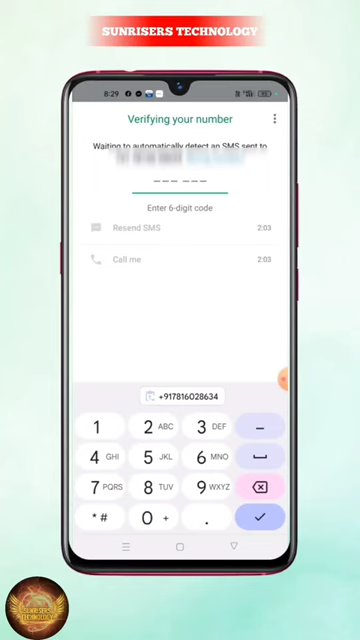 SUNRISERS TECHNOLOGY
8:29
Verifying your number
Waiting to automatically detect an SMS sent to
Enter 6-digit code
Resend SMS 2:03
Call me 2:03
+917816028634
1 2 ABC 3 DEF –
4 GHI 5 JKL 6 MNO
7 PQRS 8 TUV 9 WXYZ
* # 0 + .
SUNRISERS
TECHNOLOGY